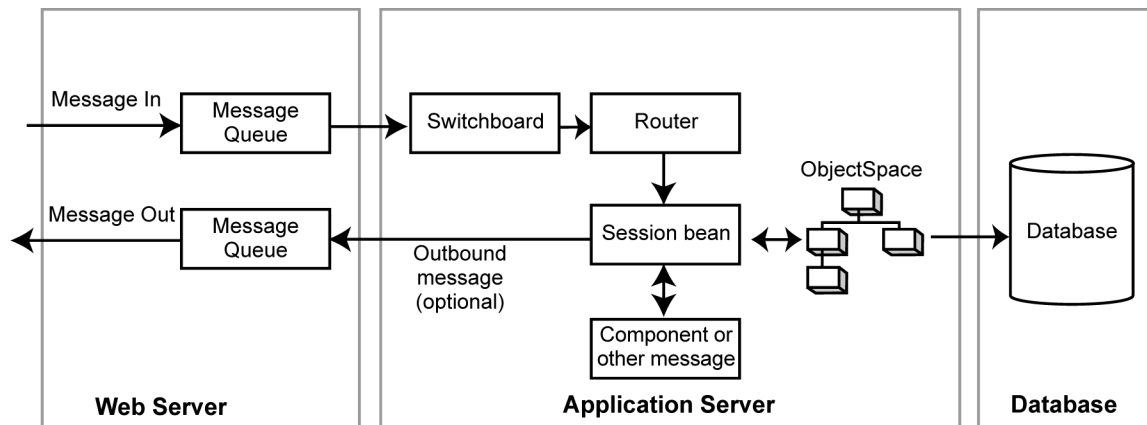 Message In
Message
Queue
Switchboard
Router
ObjectSpace
Message Out
Message
Queue
Outbound
message
(optional)
Session bean
Database
Component or
other message
Web Server
Application Server
Database